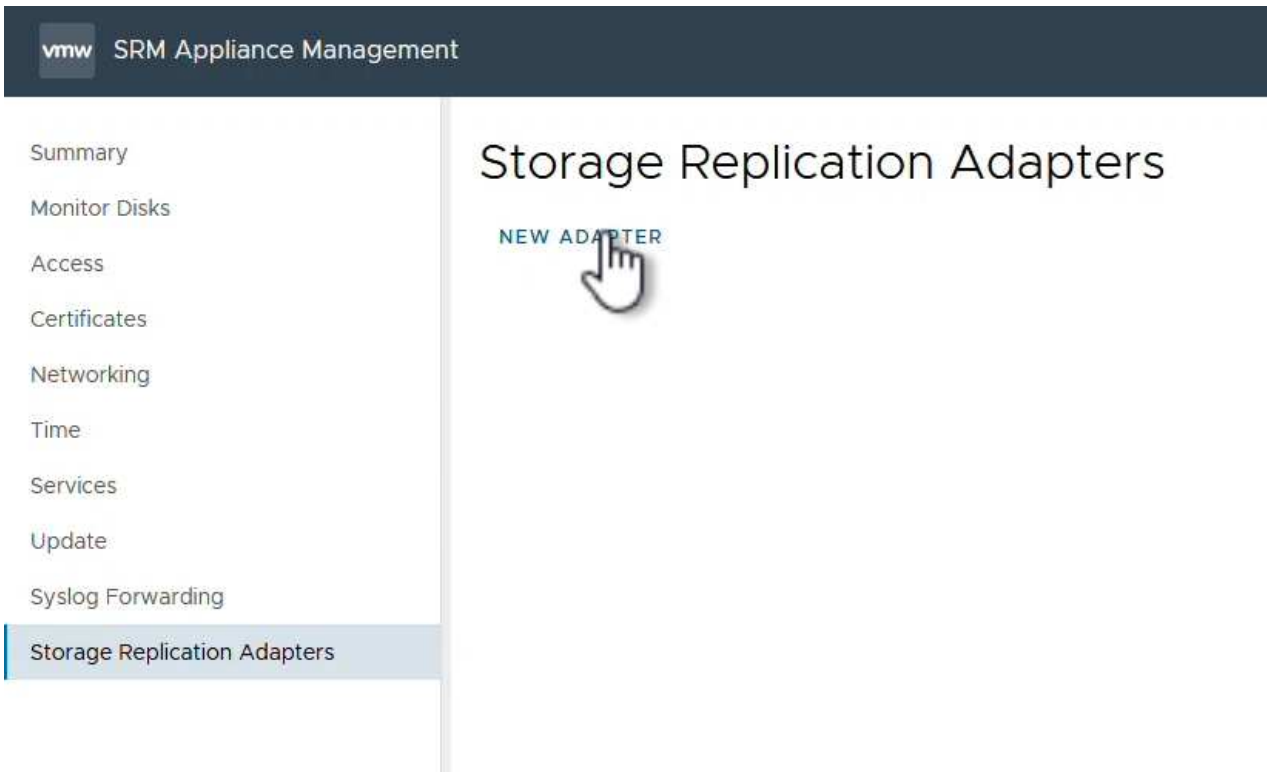 vmw SRM Appliance Management
Summary
Monitor Disks
Access
Certificates
Networking
Time
Services
Update
Syslog Forwarding
Storage Replication Adapters
Storage Replication Adapters
NEW ADAPTER